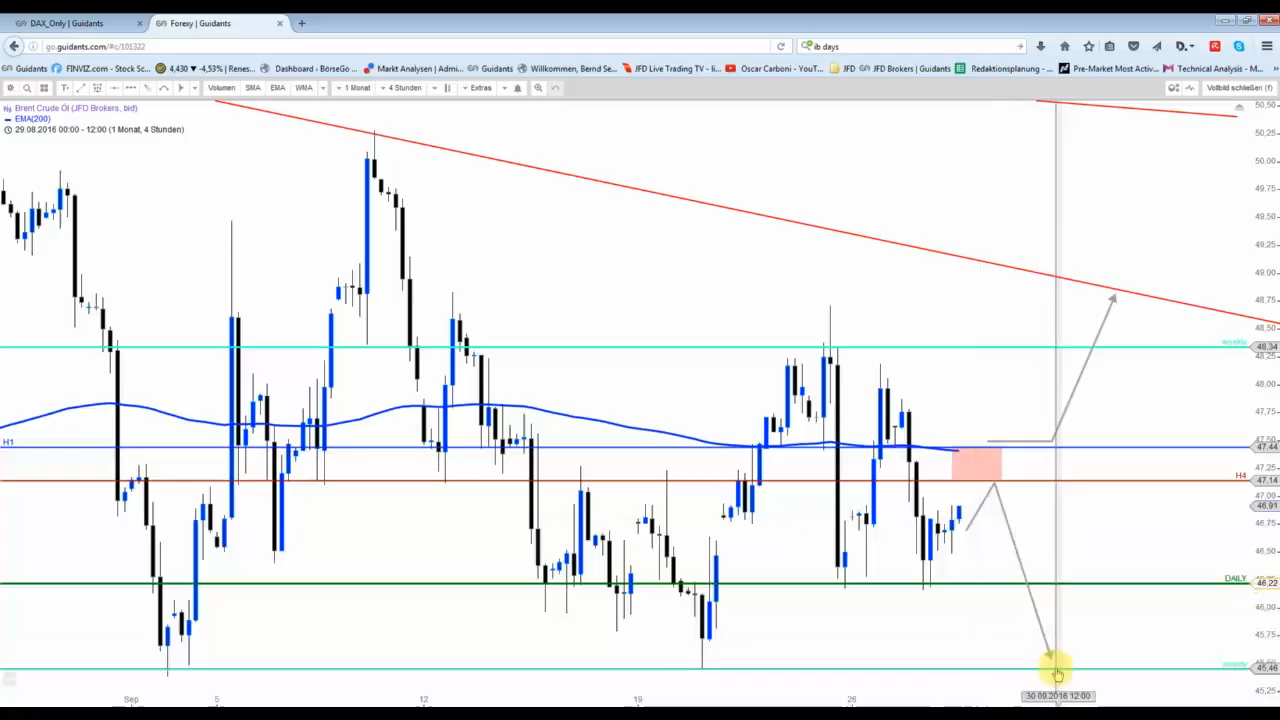 DAX_Only | Guidants
Forexy | Guidants
go.guidants.com/#c/101322
ib days
Guidants
FINVIZ.com - Stock Sc...
4,430 ▼ -4,53% | Renes...
Dashboard - BörseGo ...
Markt Analysen | Admi...
Guidants
Willkommen, Bernd Se...
JFD Live Trading TV - li...
Oscar Carboni - YouT...
JFD
JFD Brokers | Guidants
Redaktionsplanung - ...
Pre-Market Most Activ...
Technical Analysis - M...
Volumen
SMA
EMA
WMA
1 Monat
4 Stunden
Extras
Vollbild schließen (f)
Brent Crude Öl (JFD Brokers, bid)
EMA(200)
29.08.2016 00:00 - 12:00 (1 Monat, 4 Stunden)
50,50
50,25
50,00
49,75
49,50
49,25
49,00
48,75
48,50
weekly
48,34
48,25
48,00
47,75
47,50
H1
47,44
47,25
H4
47,14
47,00
46,91
46,75
46,50
DAILY
46,22
46,00
45,75
weekly
45,46
45,25
Sep
5
12
19
26
30.09.2016 12:00